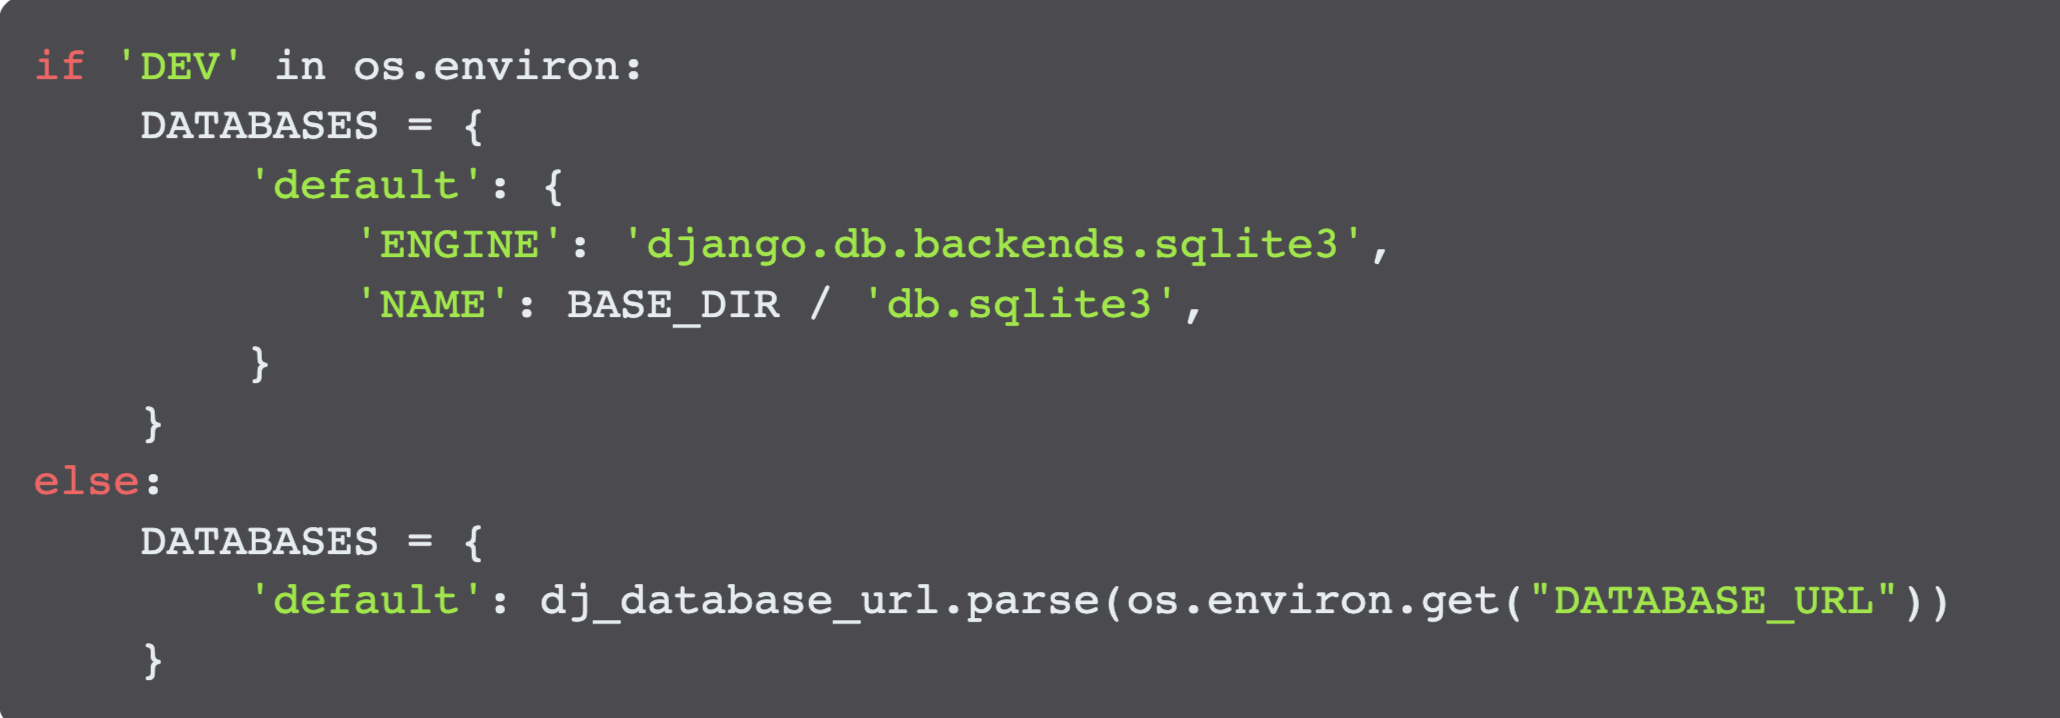 if 'DEV' in os.environ:
    DATABASES = {
        'default': {
            'ENGINE': 'django.db.backends.sqlite3',
            'NAME': BASE_DIR / 'db.sqlite3',
        }
    }
else:
    DATABASES = {
        'default': dj_database_url.parse(os.environ.get("DATABASE_URL"))
    }